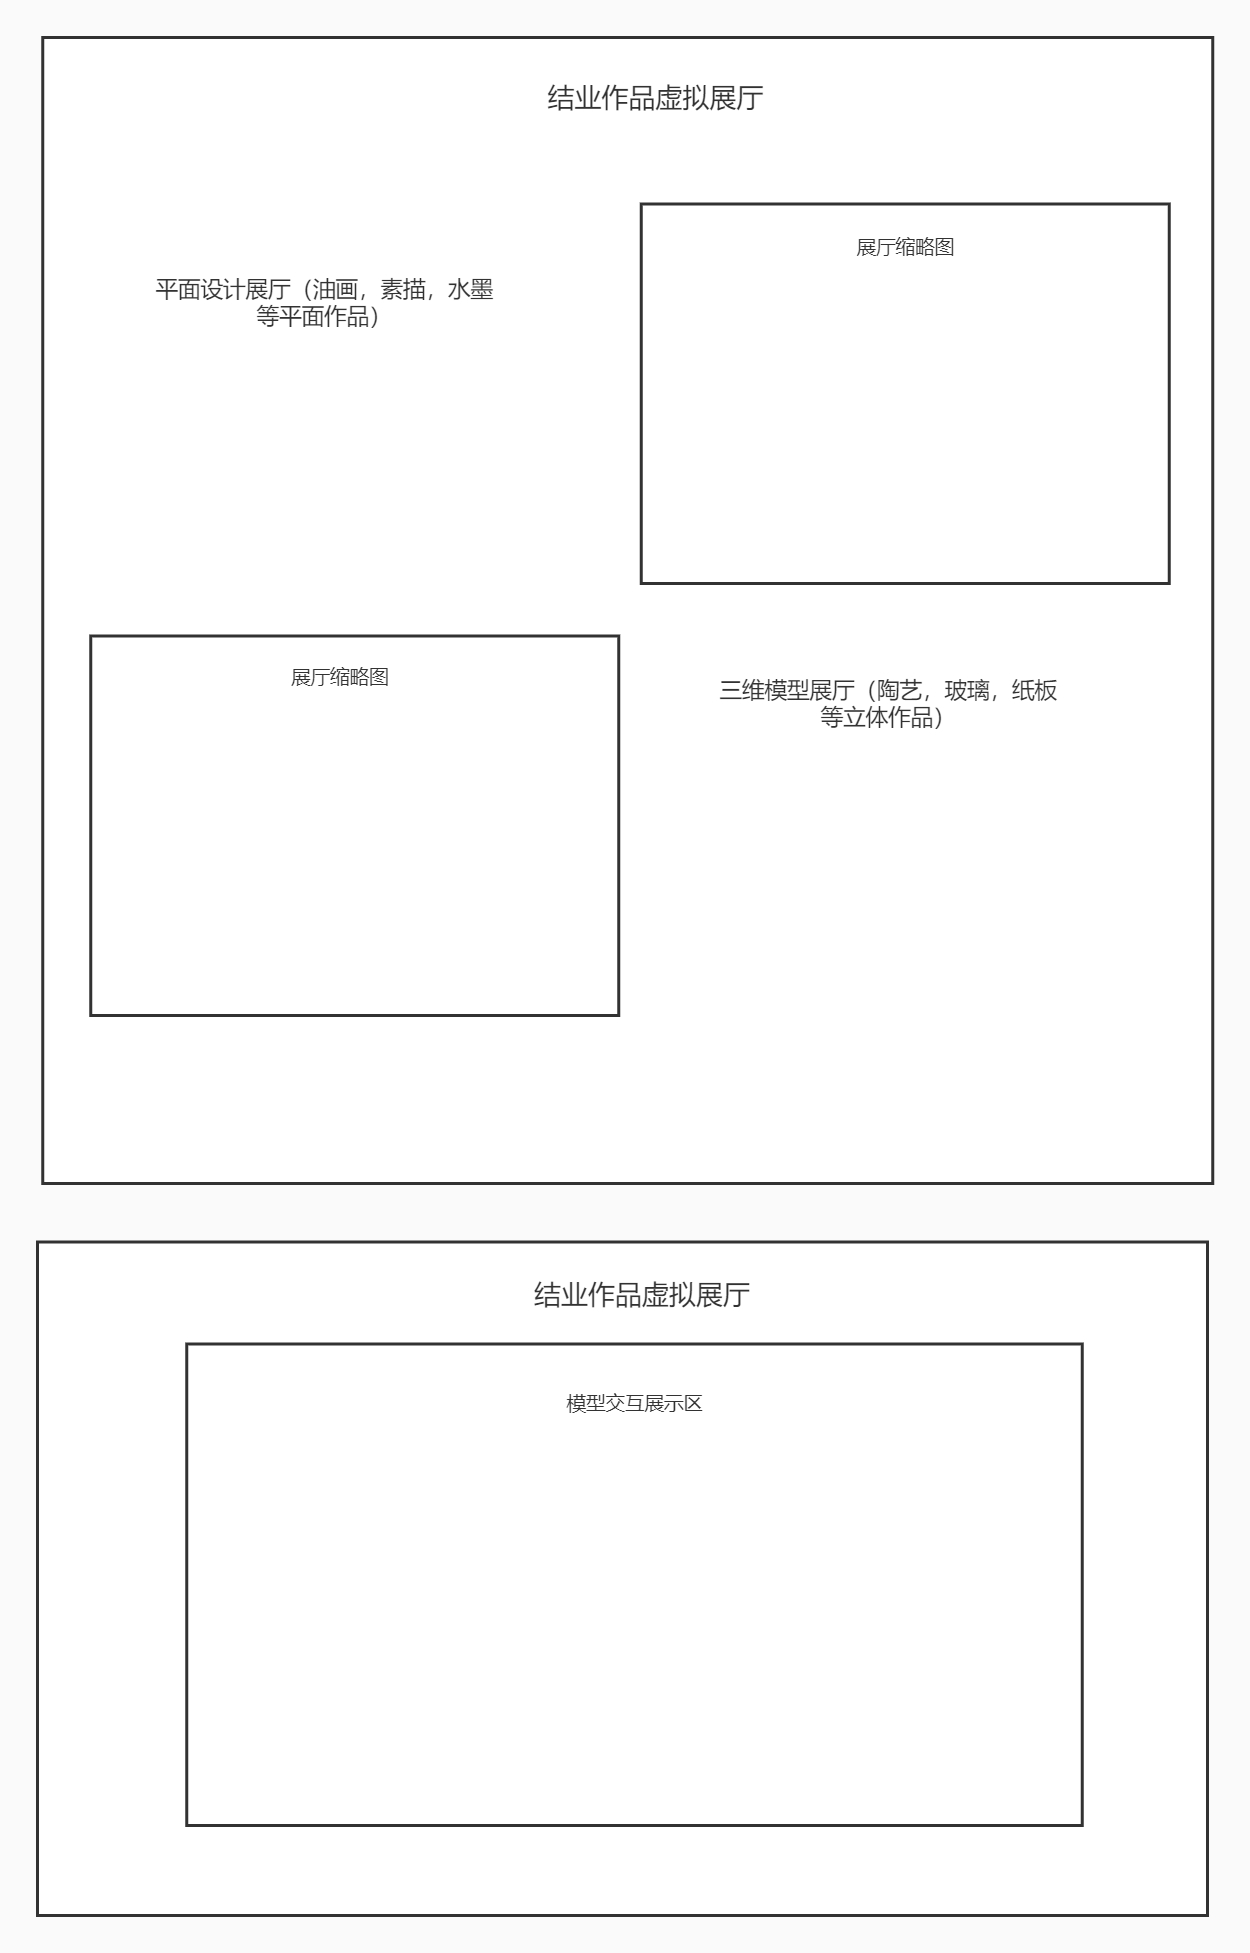 结业作品虚拟展厅
展厅缩略图
平面设计展厅（油画，素描，水墨
等平面作品）
展厅缩略图
三维模型展厅（陶艺，玻璃，纸板
等立体作品）
结业作品虚拟展厅
模型交互展示区